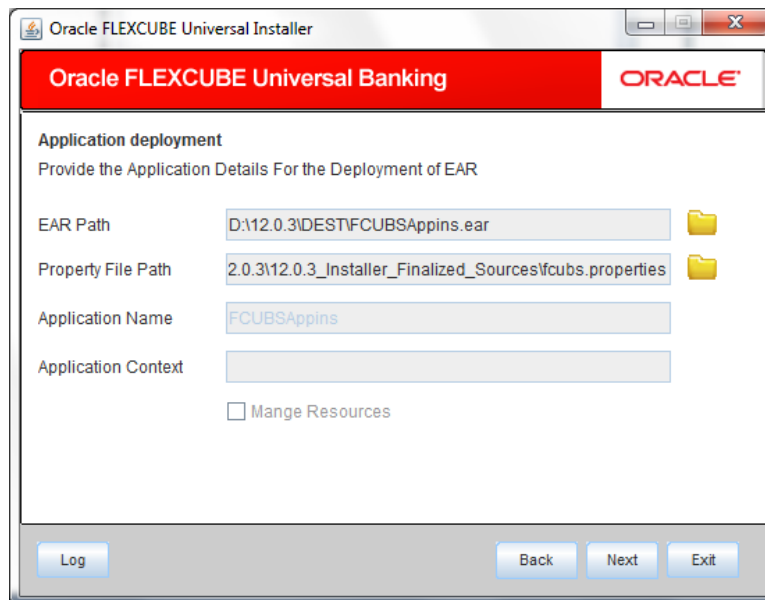 Oracle FLEXCUBE Universal Installer
Oracle FLEXCUBE Universal Banking
ORACLE
Application deployment
Provide the Application Details For the Deployment of EAR
EAR Path D:\12.0.3\DEST\FCUBSAppins.ear
Property File Path 2.0.3\12.0.3_Installer_Finalized_Sources\fcubs.properties
Application Name FCUBSAppins
Application Context
Mange Resources
Log Back Next Exit